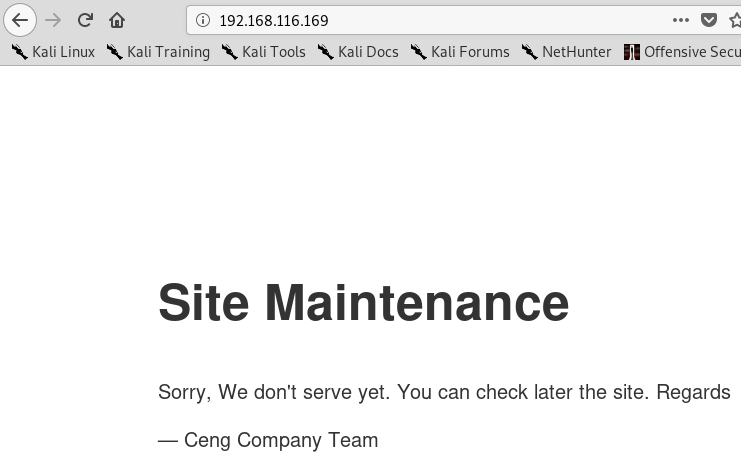 192.168.116.169
Kali Linux Kali Training Kali Tools Kali Docs Kali Forums NetHunter Offensive Secu
Site Maintenance
Sorry, We don't serve yet. You can check later the site. Regards
— Ceng Company Team